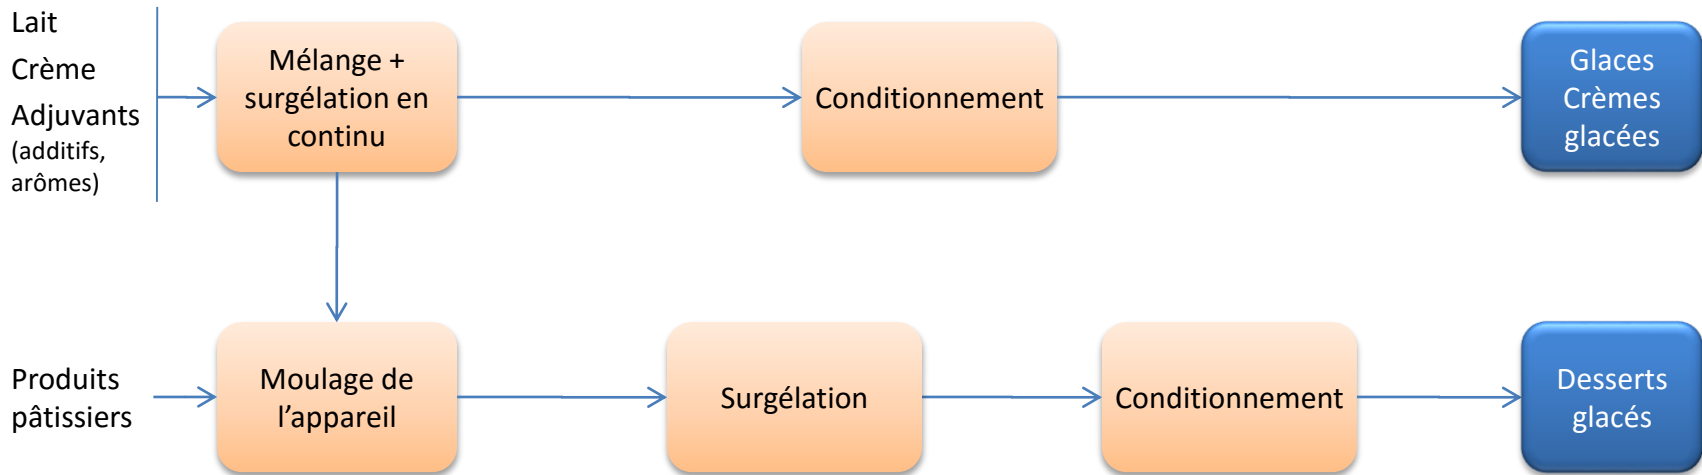 Lait
Crème
Adjuvants
(additifs,
arômes)
Mélange +
surgélation en
continu
Conditionnement
Glaces
Crèmes
glacées
Produits
pâtissiers
Moulage de
l’appareil
Surgélation
Conditionnement
Desserts
glacés